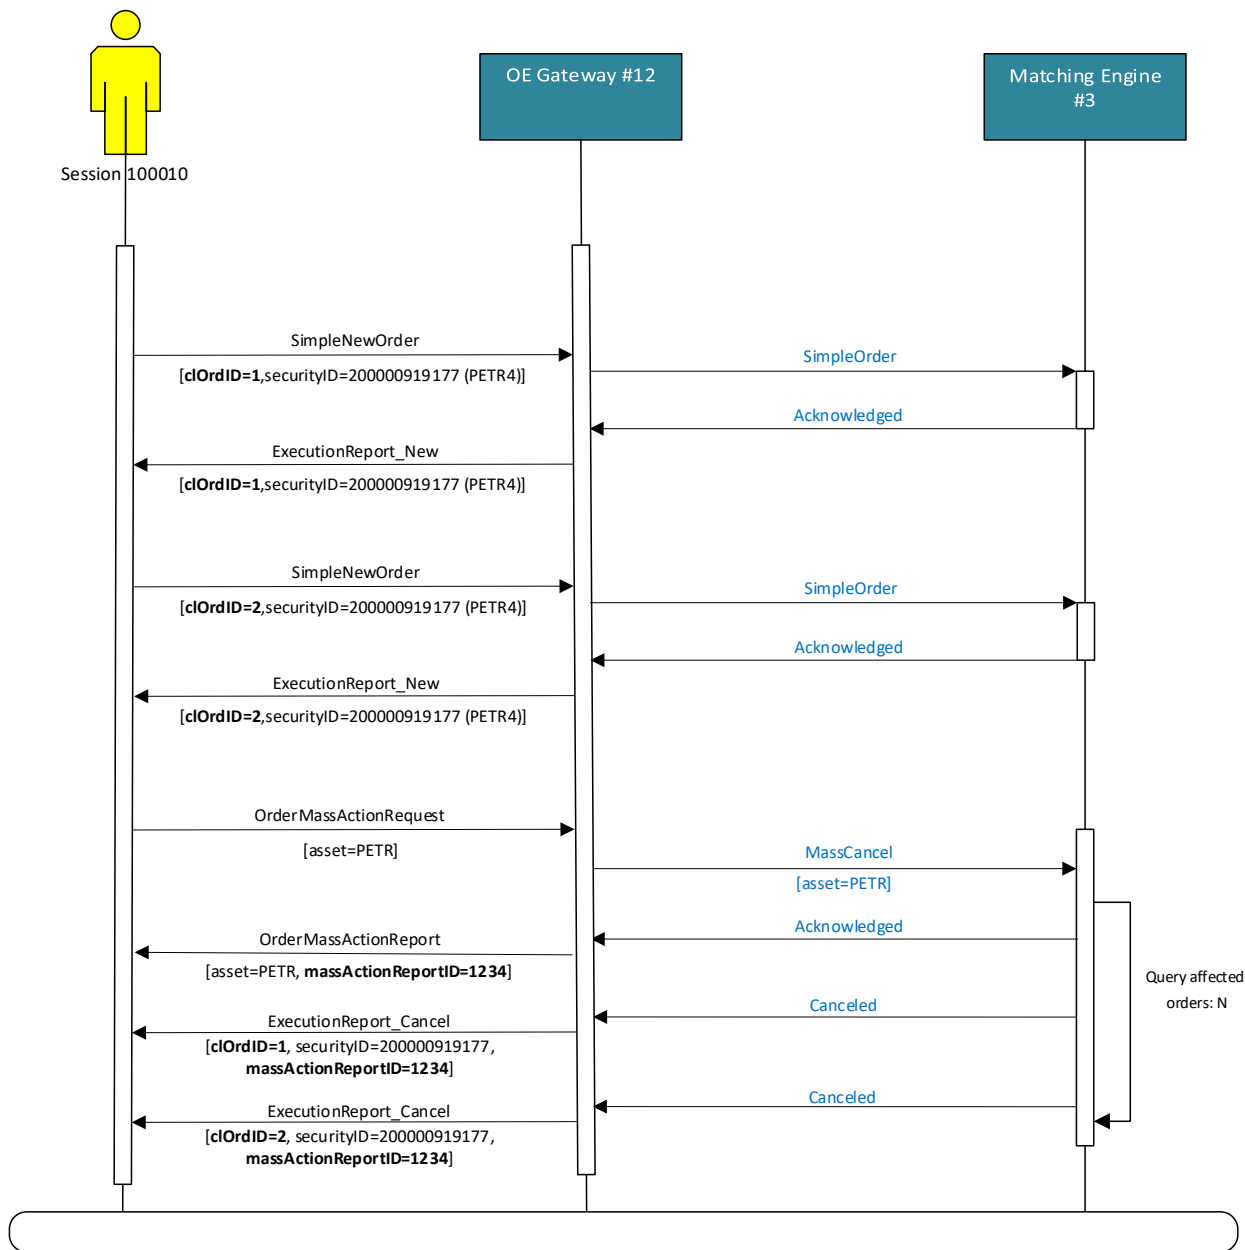 OE Gateway #12
Matching Engine
#3
Session 100010
SimpleNewOrder
SimpleOrder
[clOrdID=1,securityID=200000919177 (PETR4)]
Acknowledged
ExecutionReport_New
[clOrdID=1,securityID=200000919177 (PETR4)]
SimpleNewOrder
SimpleOrder
[clOrdID=2,securityID=200000919177 (PETR4)]
Acknowledged
ExecutionReport_New
[clOrdID=2,securityID=200000919177 (PETR4)]
OrderMassActionRequest
[asset=PETR]
MassCancel
[asset=PETR]
Acknowledged
OrderMassActionReport
[asset=PETR, massActionReportID=1234]
Query affected
orders: N
Canceled
ExecutionReport_Cancel
[clOrdID=1, securityID=200000919177,
massActionReportID=1234]
Canceled
ExecutionReport_Cancel
[clOrdID=2, securityID=200000919177,
massActionReportID=1234]